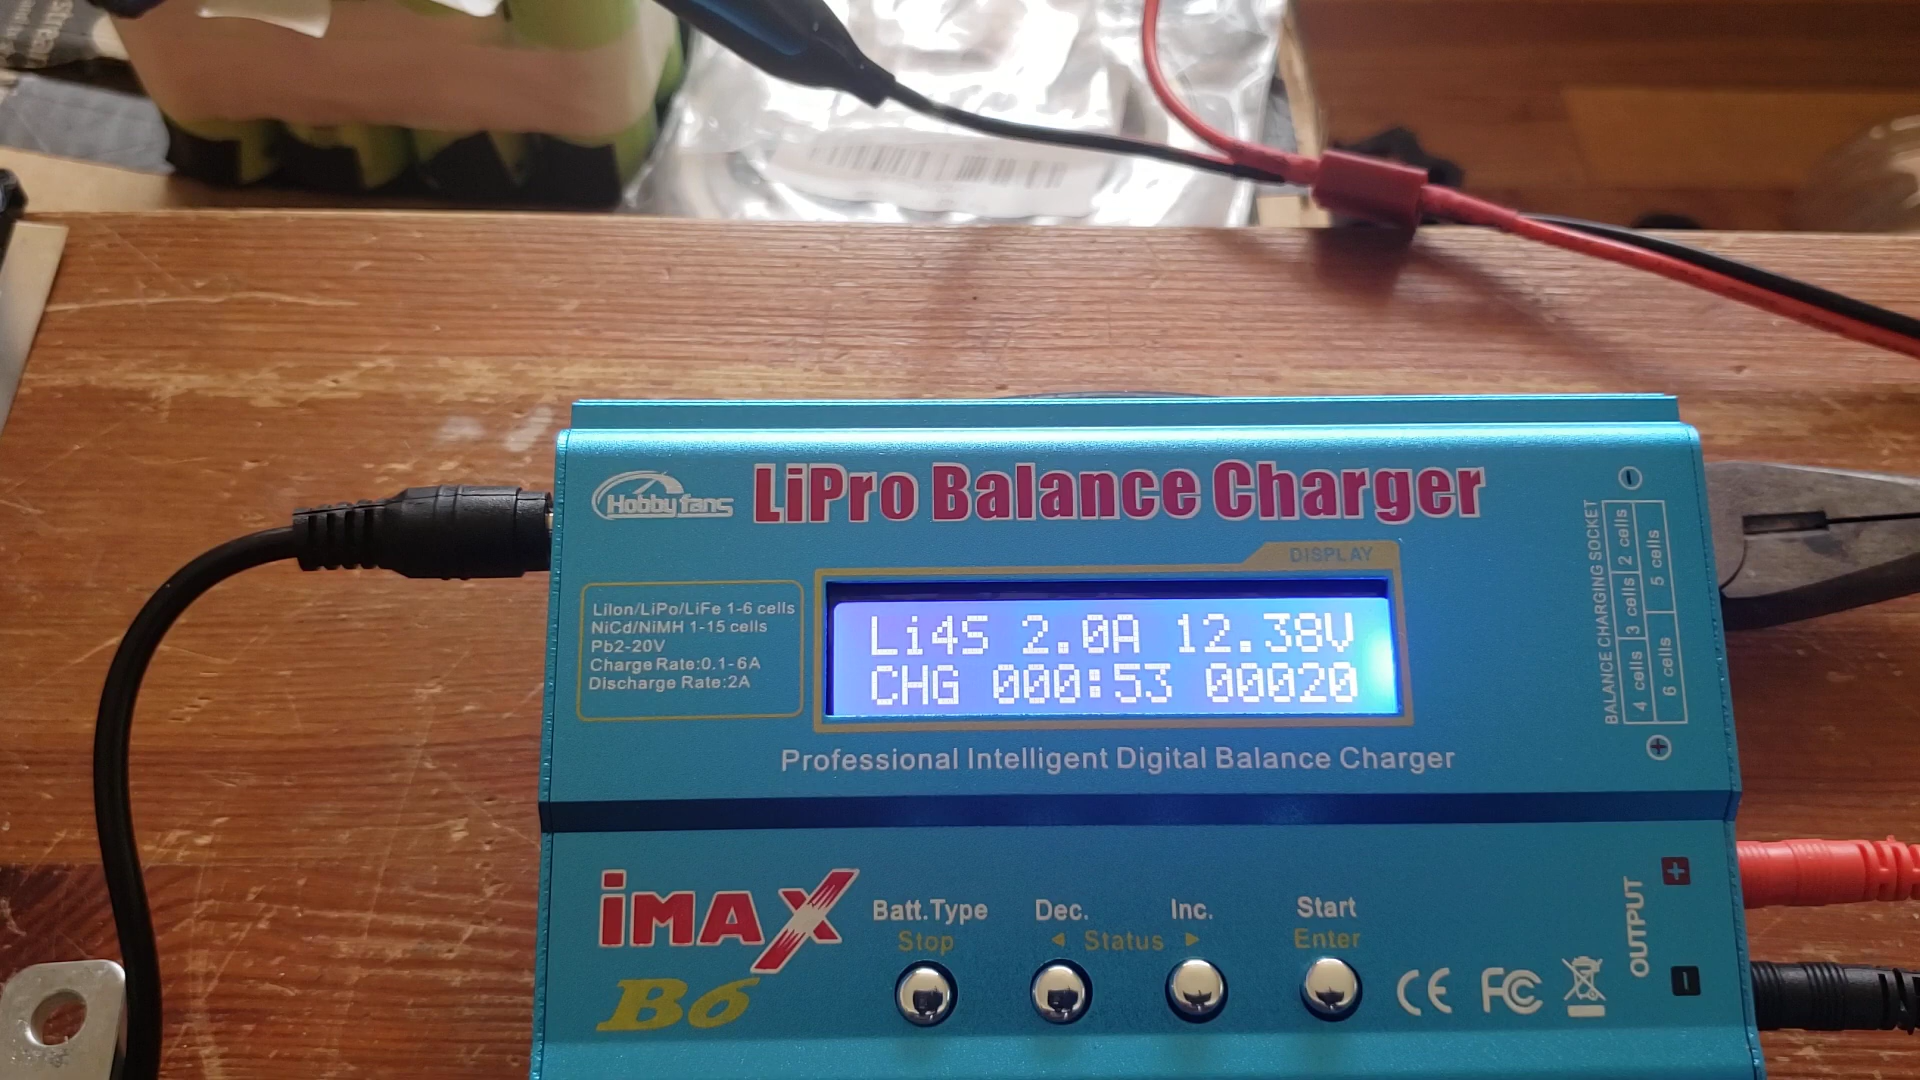 Hobby fans
LiPro Balance Charger
DISPLAY
LiIon/LiPo/LiFe 1-6 cells
NiCd/NiMH 1-15 cells
Pb2-20V
Charge Rate:0.1-6A
Discharge Rate:2A
Li4S 2.0A 12.38V
CHG 000:53 00020
Professional Intelligent Digital Balance Charger
BALANCE CHARGING SOCKET
4 cells 3 cells 2 cells
6 cells 5 cells
iMAX
B6
Batt.Type
Stop
Dec.
Inc.
Status
Start
Enter
CE FC
OUTPUT